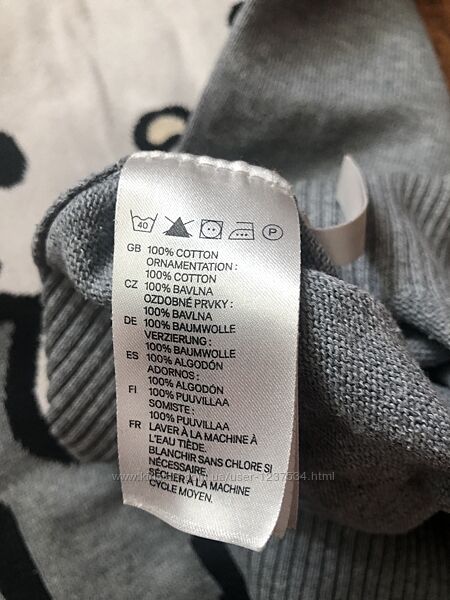 40
P
GB 100% COTTON
ORNAMENTATION :
100% COTTON
CZ 100% BAVLNA
OZDOBNÉ PRVKY :
100% BAVLNA
DE 100% BAUMWOLLE
VERZIERUNG :
100% BAUMWOLLE
ES 100% ALGODÓN
ADORNOS :
100% ALGODÓN
FI 100% PUUVILLAA
SOMISTE :
100% PUUVILLAA
FR LAVER À LA MACHINE À
L'EAU TIÈDE.
BLANCHIR SANS CHLORE SI
NÉCESSAIRE.
SÉCHER À LA MACHINE
CYCLE MOYEN.